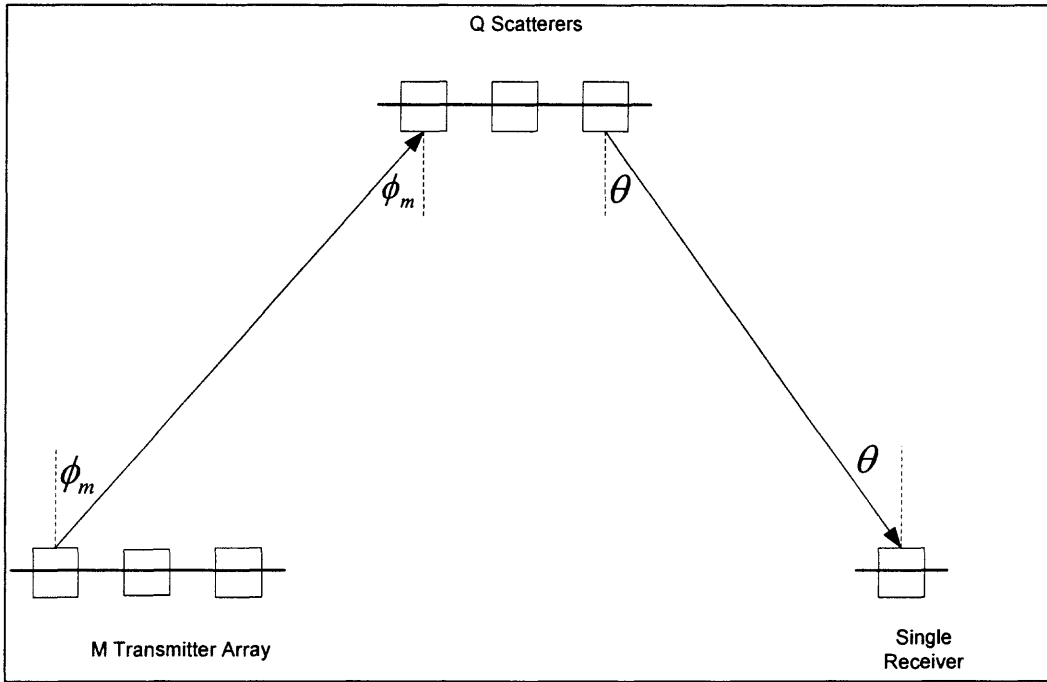 Q Scatterers
ϕm θ
ϕm θ
M Transmitter Array
Single
Receiver